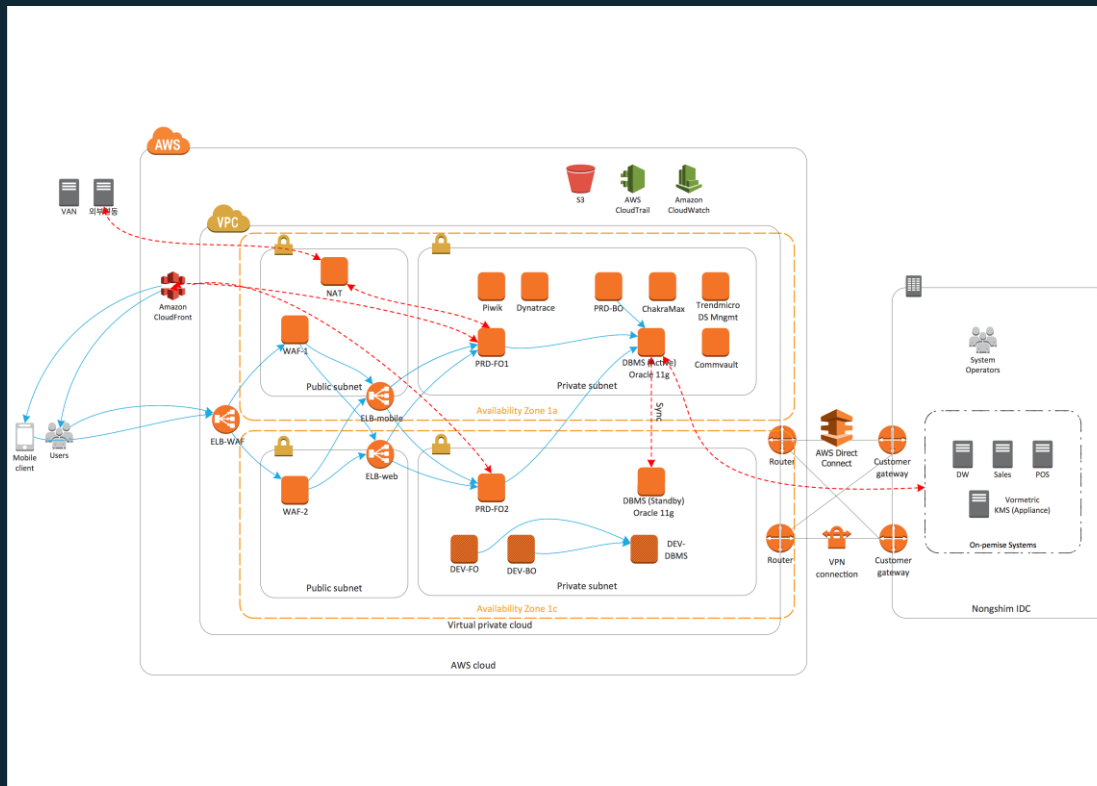 AWS
S3
AWS
CloudTrail
Amazon
CloudWatch
VAN
VPC
NAT
Piwik
Dynatrace
PRD-BO
ChakraMax
Trendmicro
DS Mngmt
Amazon
CloudFront
WAF-1
PRD-FO1
DBMS (Active)
Oracle 11g
Commvault
System
Operators
Public subnet
Private subnet
ELB-mobile
Availability Zone 1a
Sync
Mobile
client
Users
ELB-WAF
ELB-web
Router
AWS Direct
Connect
Customer
gateway
DW
Sales
POS
WAF-2
PRD-FO2
DBMS (Standby)
Oracle 11g
Vormetric
KMS (Appliance)
On-pemise Systems
DEV-FO
DEV-BO
DEV-
DBMS
Router
VPN
connection
Customer
gateway
Public subnet
Private subnet
Availability Zone 1c
Virtual private cloud
Nongshim IDC
AWS cloud